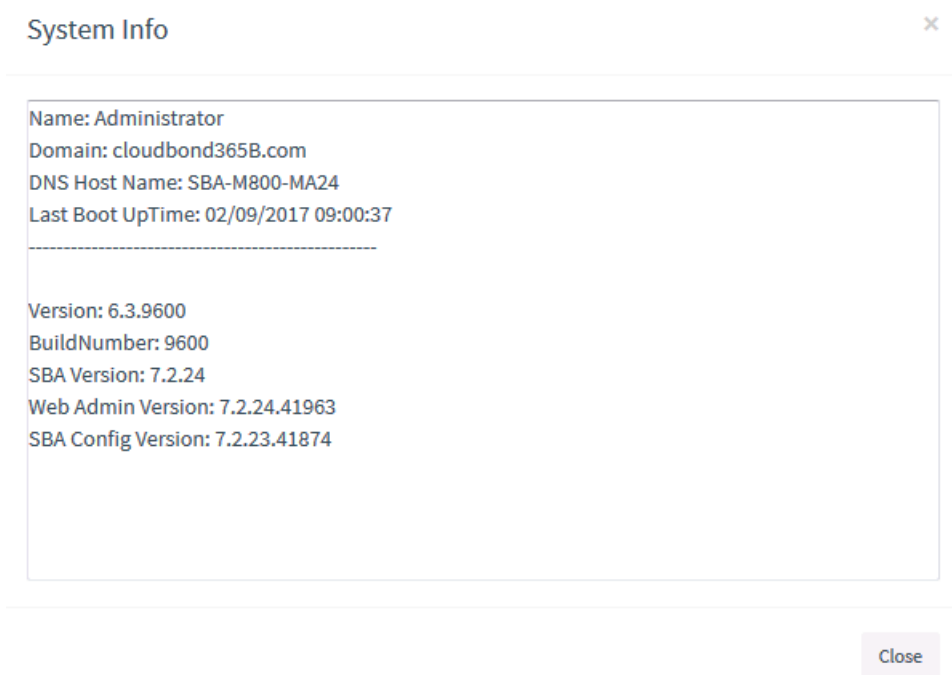 System Info
×
Name: Administrator
Domain: cloudbond365B.com
DNS Host Name: SBA-M800-MA24
Last Boot UpTime: 02/09/2017 09:00:37
--------------------------------------------------
Version: 6.3.9600
BuildNumber: 9600
SBA Version: 7.2.24
Web Admin Version: 7.2.24.41963
SBA Config Version: 7.2.23.41874
Close